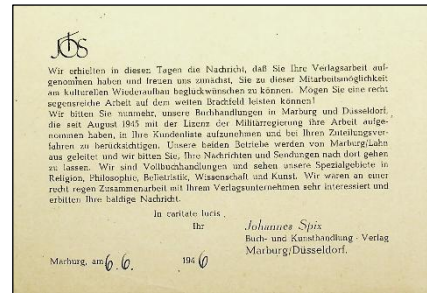 JOS
Wir erhielten in diesen Tagen die Nachricht, daß Sie Ihre Verlagsarbeit auf-
genommen haben und freuen uns zunächst, Sie zu dieser Mitarbeitsmöglichkeit
am kulturellen Wiederaufbau beglückwünschen zu können. Mögen Sie eine recht
segensreiche Arbeit auf dem weiten Brachfeld leisten können!
Wir bitten Sie nunmehr, unsere Buchhandlungen in Marburg und Düsseldorf,
die seit August 1945 mit der Lizenz der Militärregierung ihre Arbeit aufge-
nommen haben, in Ihre Kundenliste aufzunehmen und bei Ihren Zuteilungsver-
fahren zu berücksichtigen. Unsere beiden Betriebe werden von Marburg/Lahn
aus geleitet und wir bitten Sie, Ihre Nachrichten und Sendungen nach dort gehen
zu lassen. Wir sind Vollbuchhandlungen und sehen unsere Spezialgebiete in
Religion, Philosophie, Belletristik, Wissenschaft und Kunst. Wir waren an einer
recht regen Zusammenarbeit mit Ihrem Verlagsunternehmen sehr interessiert und
erbitten Ihre baldige Nachricht.
In caritate lucis,
Ihr
Johannes Spix
Buch- und Kunsthandlung - Verlag
Marburg/Düsseldorf.
Marburg, am 6. 6. 1946